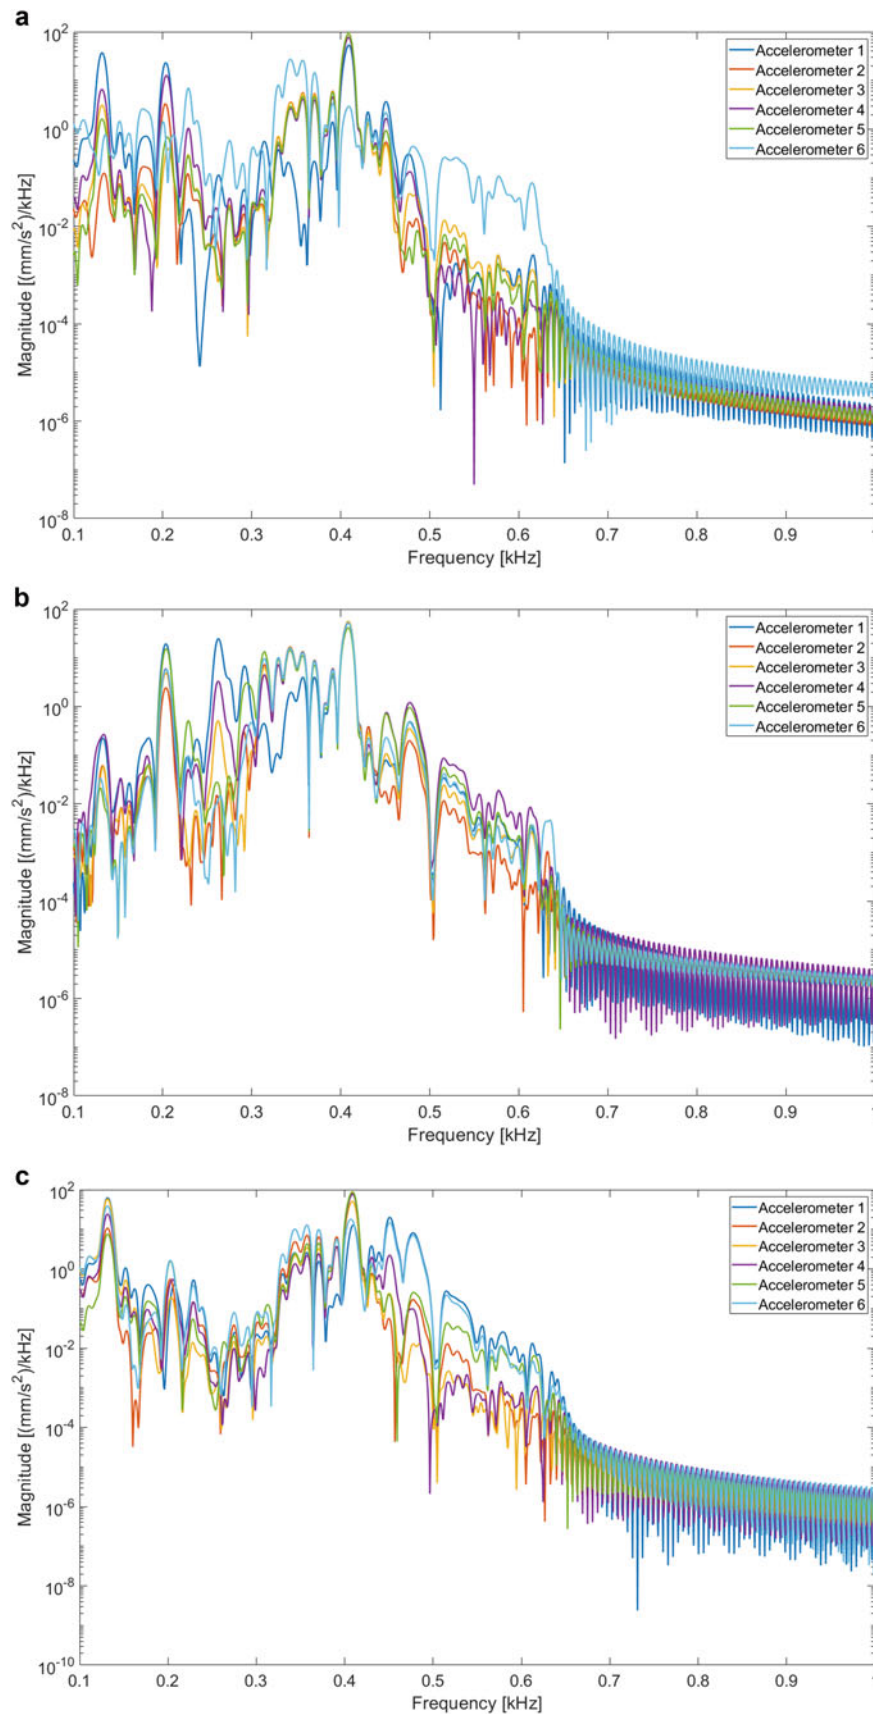 a
10^2
10^0
10^-2
10^-4
10^-6
10^-8
Magnitude [(mm/s^2)/kHz]
Accelerometer 1
Accelerometer 2
Accelerometer 3
Accelerometer 4
Accelerometer 5
Accelerometer 6
0.1 0.2 0.3 0.4 0.5 0.6 0.7 0.8 0.9
Frequency [kHz]
b
10^2
10^0
10^-2
10^-4
10^-6
10^-8
Magnitude [(mm/s^2)/kHz]
Accelerometer 1
Accelerometer 2
Accelerometer 3
Accelerometer 4
Accelerometer 5
Accelerometer 6
0.1 0.2 0.3 0.4 0.5 0.6 0.7 0.8 0.9
Frequency [kHz]
c
10^2
10^0
10^-2
10^-4
10^-6
10^-8
10^-10
Magnitude [(mm/s^2)/kHz]
Accelerometer 1
Accelerometer 2
Accelerometer 3
Accelerometer 4
Accelerometer 5
Accelerometer 6
0.1 0.2 0.3 0.4 0.5 0.6 0.7 0.8 0.9
Frequency [kHz]